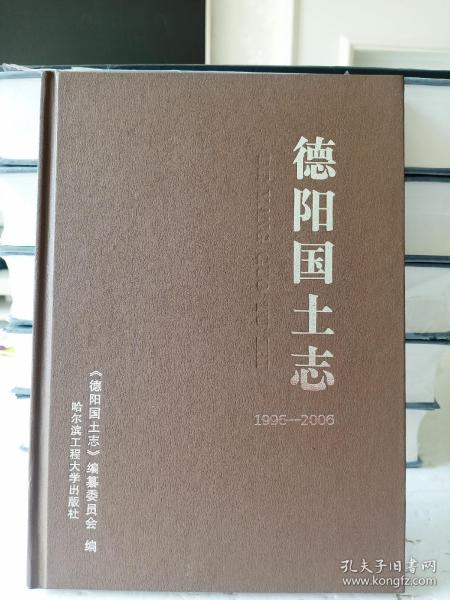 德阳国土志
1996—2006
《德阳国土志》编纂委员会 编
哈尔滨工程大学出版社
孔夫子旧书网
www.kongfz.com